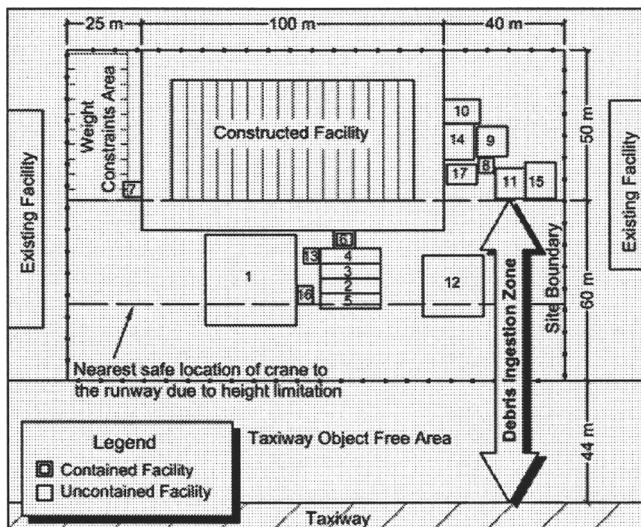 25 m
100 m
40 m
Weight
Constraints Area
Constructed Facility
Existing Facility
Existing Facility
10
14
9
8
17
11
15
7
50 m
6
13
4
3
2
5
16
1
12
60 m
Site Boundary
Debris Ingestion Zone
Nearest safe location of crane to
the runway due to height limitation
44 m
Taxiway Object Free Area
Legend
Contained Facility
Uncontained Facility
Taxiway